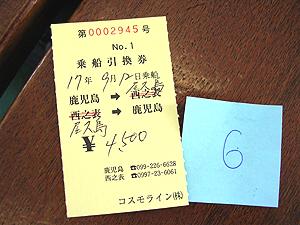 第0002945号
No.1
乗船引換券
17年9月12日乗船
屋久島
鹿児島 ➡ 西之表
西之表 ➡ 鹿児島
屋久島
¥4500
鹿児島 ☎099-226-6628
西之表 ☎0997-23-6061
コスモライン(株)
6